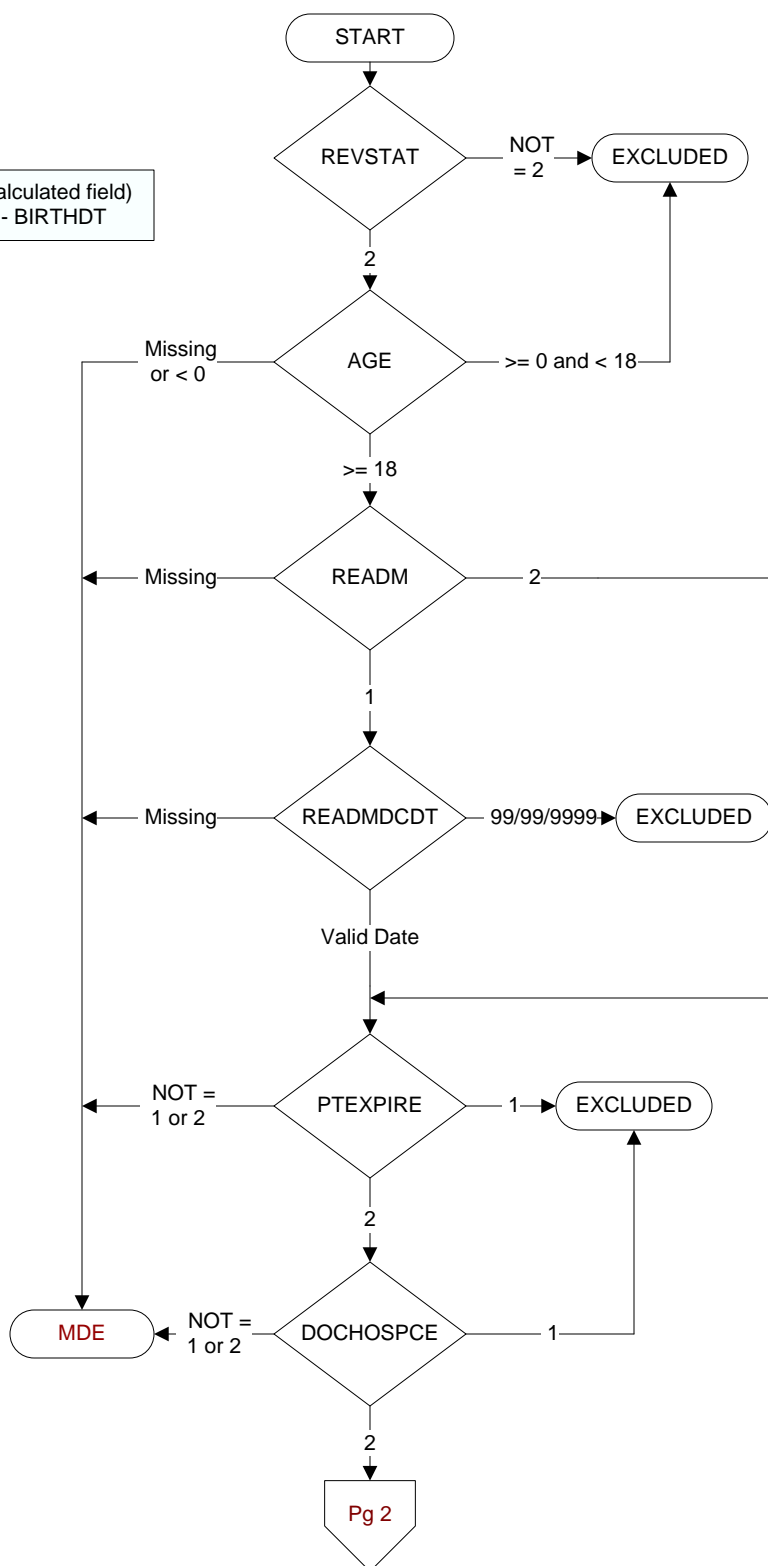 START
REVSTAT
NOT
= 2
EXCLUDED
alculated field)
- BIRTHDT
2
Missing
or < 0
AGE
>= 0 and < 18
>= 18
Missing
READM
2
1
Missing
READMDCDT
99/99/9999
EXCLUDED
Valid Date
NOT =
1 or 2
PTEXPIRE
1
EXCLUDED
2
MDE
NOT =
1 or 2
DOCHOSPCE
1
2
Pg 2